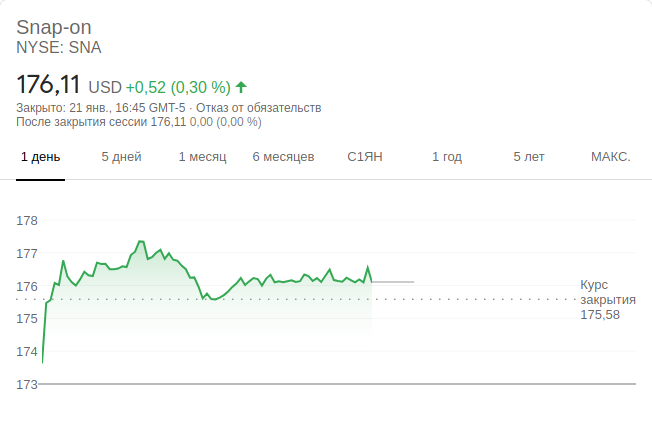 Snap-on
NYSE: SNA
176,11 USD +0,52 (0,30 %)
Закрыто: 21 янв., 16:45 GMT-5 · Отказ от обязательств
После закрытия сессии 176,11 0,00 (0,00 %)
1 день 5 дней 1 месяц 6 месяцев С1ЯН 1 год 5 лет МАКС.
178
177
176
175
174
173
Курс
закрытия
175,58